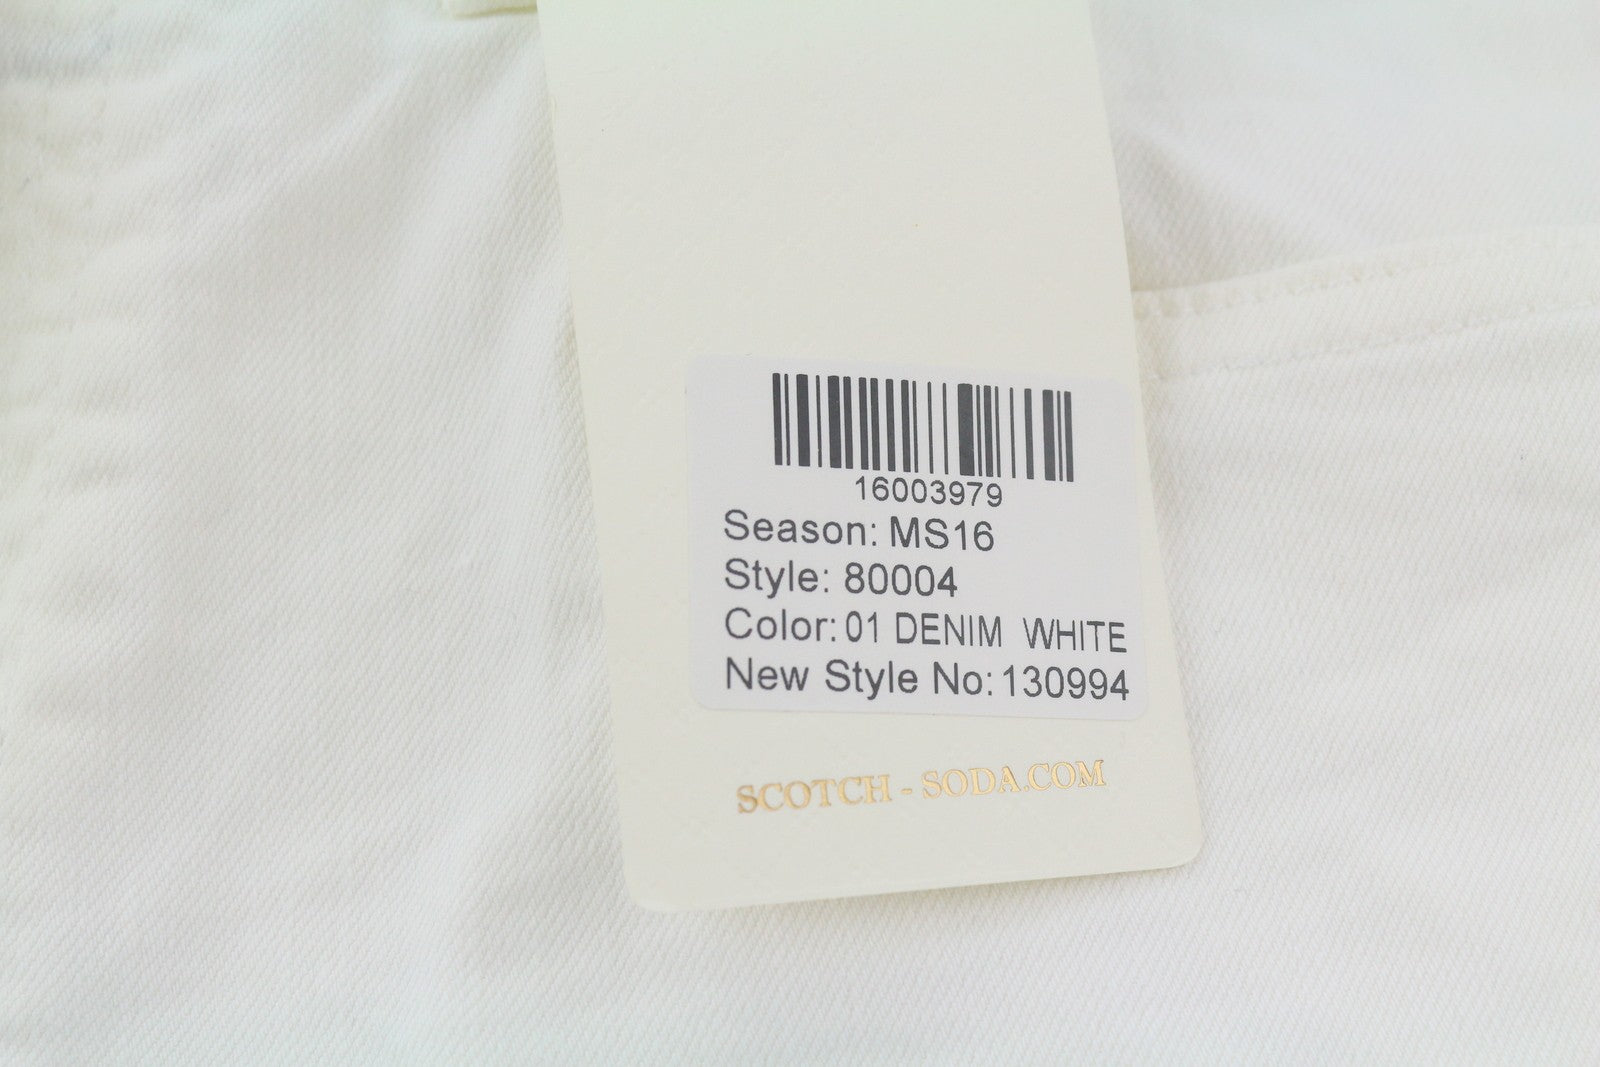 16003979
Season: MS16
Style: 80004
Color: 01 DENIM WHITE
New Style No: 130994
SCOTCH - SODA.COM